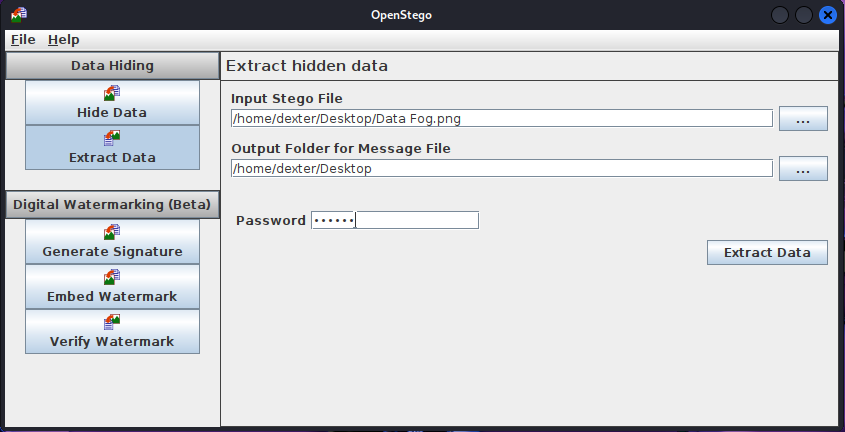 OpenStego
File Help
Data Hiding
Hide Data
Extract Data
Digital Watermarking (Beta)
Generate Signature
Embed Watermark
Verify Watermark
Extract hidden data
Input Stego File
/home/dexter/Desktop/Data Fog.png
...
Output Folder for Message File
/home/dexter/Desktop
...
Password ••••••
Extract Data